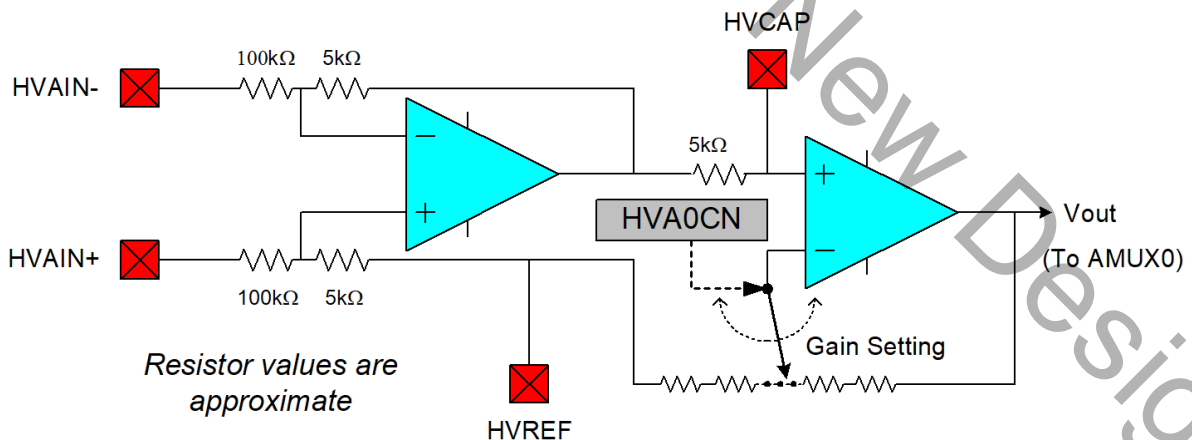 HVCAP
100kΩ
5kΩ
HVAIN-
5kΩ
HVA0CN
Vout
(To AMUX0)
HVAIN+
100kΩ
5kΩ
Gain Setting
Resistor values are
approximate
HVREF
−
+
+
−
New Desig